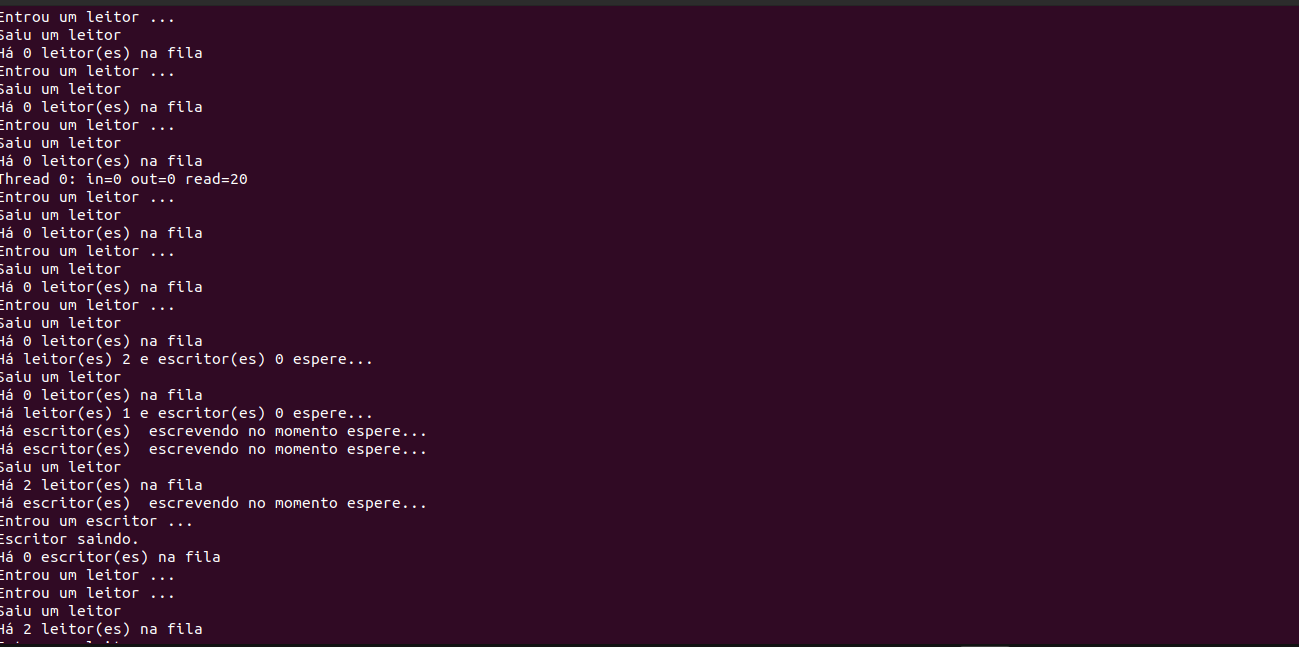 Entrou um leitor ...
Saiu um leitor
Há 0 leitor(es) na fila
Entrou um leitor ...
Saiu um leitor
Há 0 leitor(es) na fila
Entrou um leitor ...
Saiu um leitor
Há 0 leitor(es) na fila
Thread 0: in=0 out=0 read=20
Entrou um leitor ...
Saiu um leitor
Há 0 leitor(es) na fila
Entrou um leitor ...
Saiu um leitor
Há 0 leitor(es) na fila
Entrou um leitor ...
Saiu um leitor
Há 0 leitor(es) na fila
Há leitor(es) 2 e escritor(es) 0 espere...
Saiu um leitor
Há 0 leitor(es) na fila
Há leitor(es) 1 e escritor(es) 0 espere...
Há escritor(es)  escrevendo no momento espere...
Há escritor(es)  escrevendo no momento espere...
Saiu um leitor
Há 2 leitor(es) na fila
Há escritor(es)  escrevendo no momento espere...
Entrou um escritor ...
Escritor saindo.
Há 0 escritor(es) na fila
Entrou um leitor ...
Entrou um leitor ...
Saiu um leitor
Há 2 leitor(es) na fila